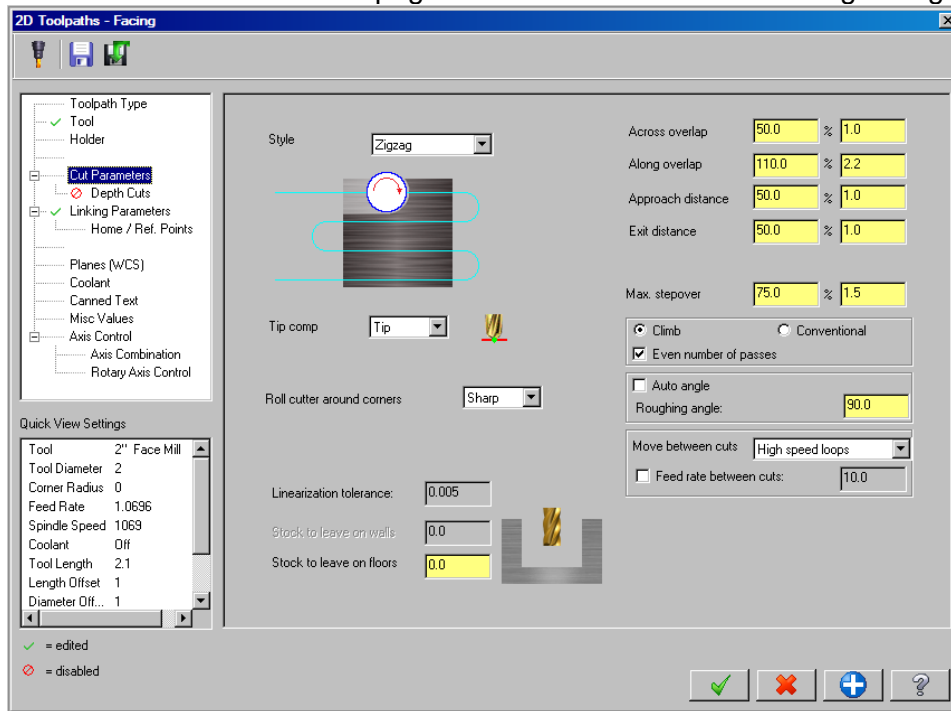 2D Toolpaths - Facing
Toolpath Type
Tool
Holder
Cut Parameters
Depth Cuts
Linking Parameters
Home / Ref. Points
Planes (WCS)
Coolant
Canned Text
Misc Values
Axis Control
Axis Combination
Rotary Axis Control
Quick View Settings
Tool 2" Face Mill
Tool Diameter 2
Corner Radius 0
Feed Rate 1.0696
Spindle Speed 1069
Coolant Off
Tool Length 2.1
Length Offset 1
Diameter Off... 1
= edited
= disabled
Style Zigzag
Tip comp Tip
Roll cutter around corners Sharp
Linearization tolerance: 0.005
Stock to leave on walls 0.0
Stock to leave on floors 0.0
Across overlap 50.0 % 1.0
Along overlap 110.0 % 2.2
Approach distance 50.0 % 1.0
Exit distance 50.0 % 1.0
Max. stepover 75.0 % 1.5
Climb Conventional
Even number of passes
Auto angle
Roughing angle: 90.0
Move between cuts High speed loops
Feed rate between cuts: 10.0